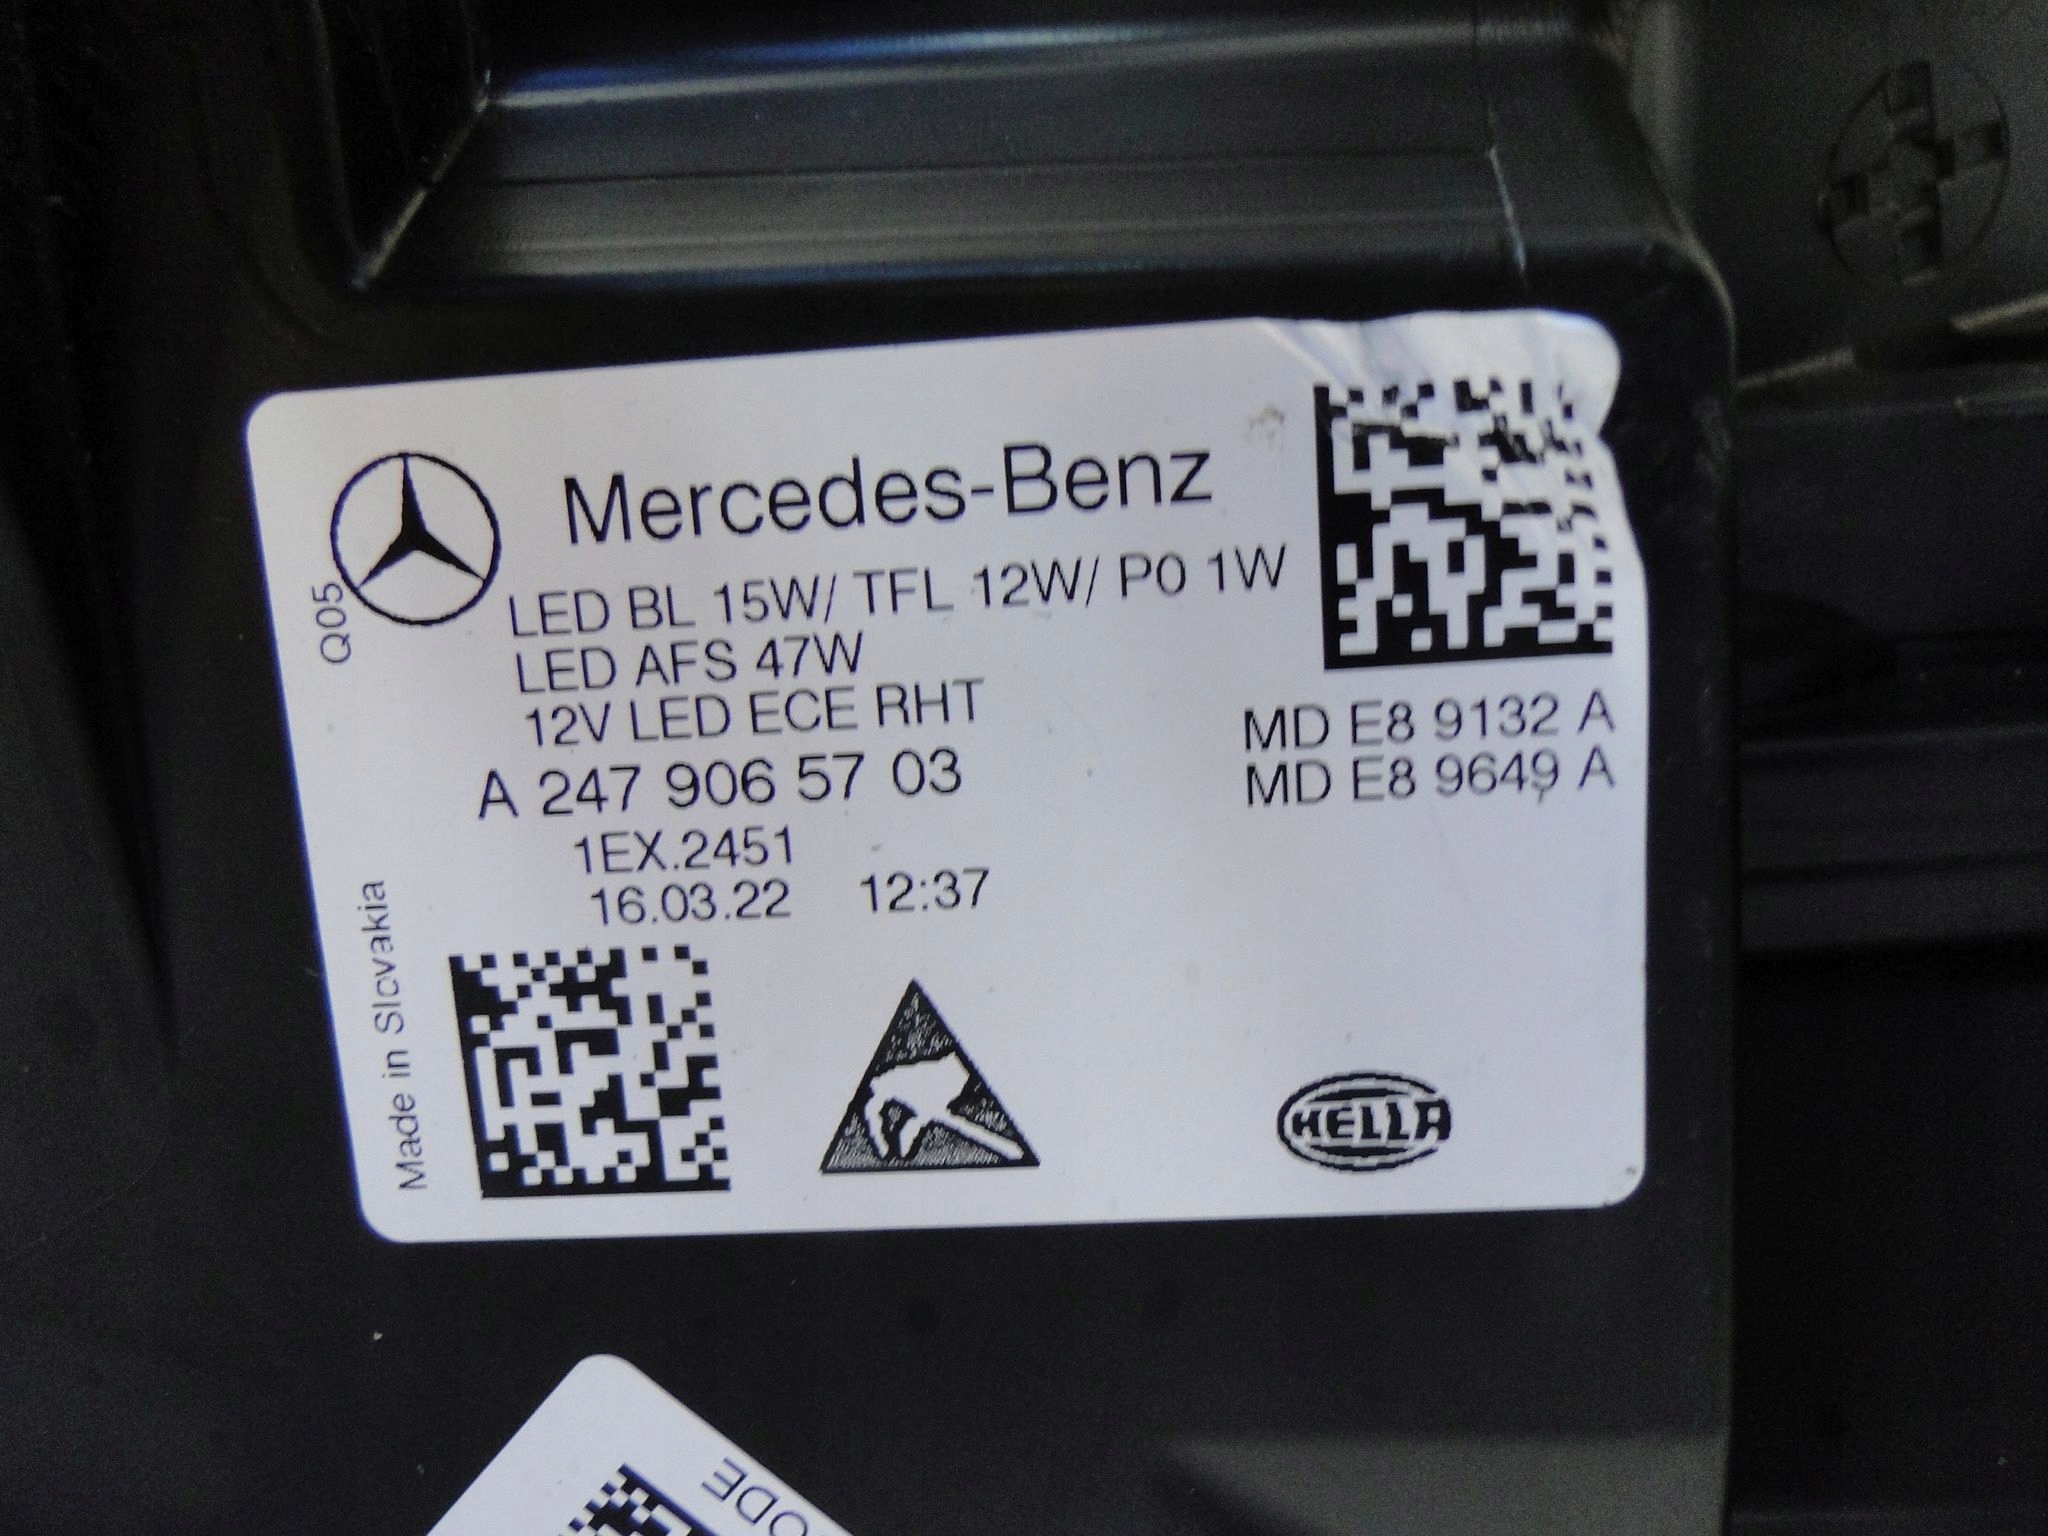 Mercedes-Benz
LED BL 15W/ TFL 12W/ P0 1W
LED AFS 47W
12V LED ECE RHT
A 247 906 57 03
1EX.2451
16.03.22 12:37
MD E8 9132 A
MD E8 9649 A
Q05
Made in Slovakia
HELLA